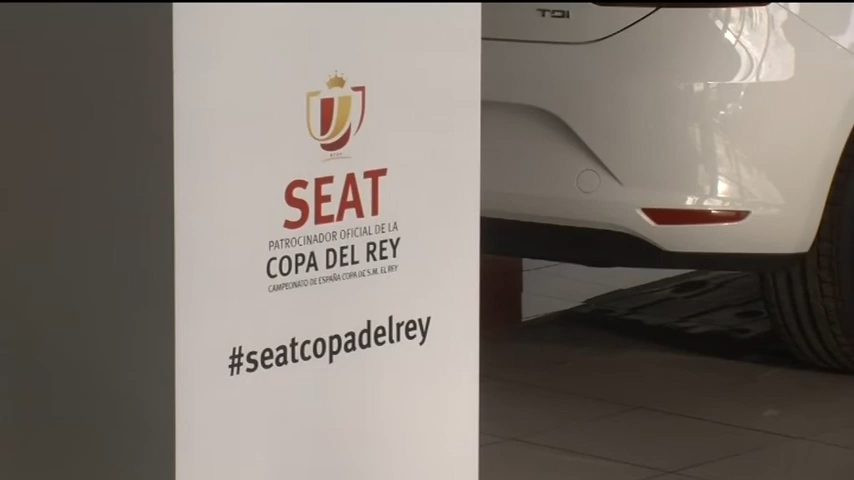 TDI
SEAT
PATROCINADOR OFICIAL DE LA
COPA DEL REY
CAMPEONATO DE ESPAÑA COPA DE S.M. EL REY
#seatcopadelrey